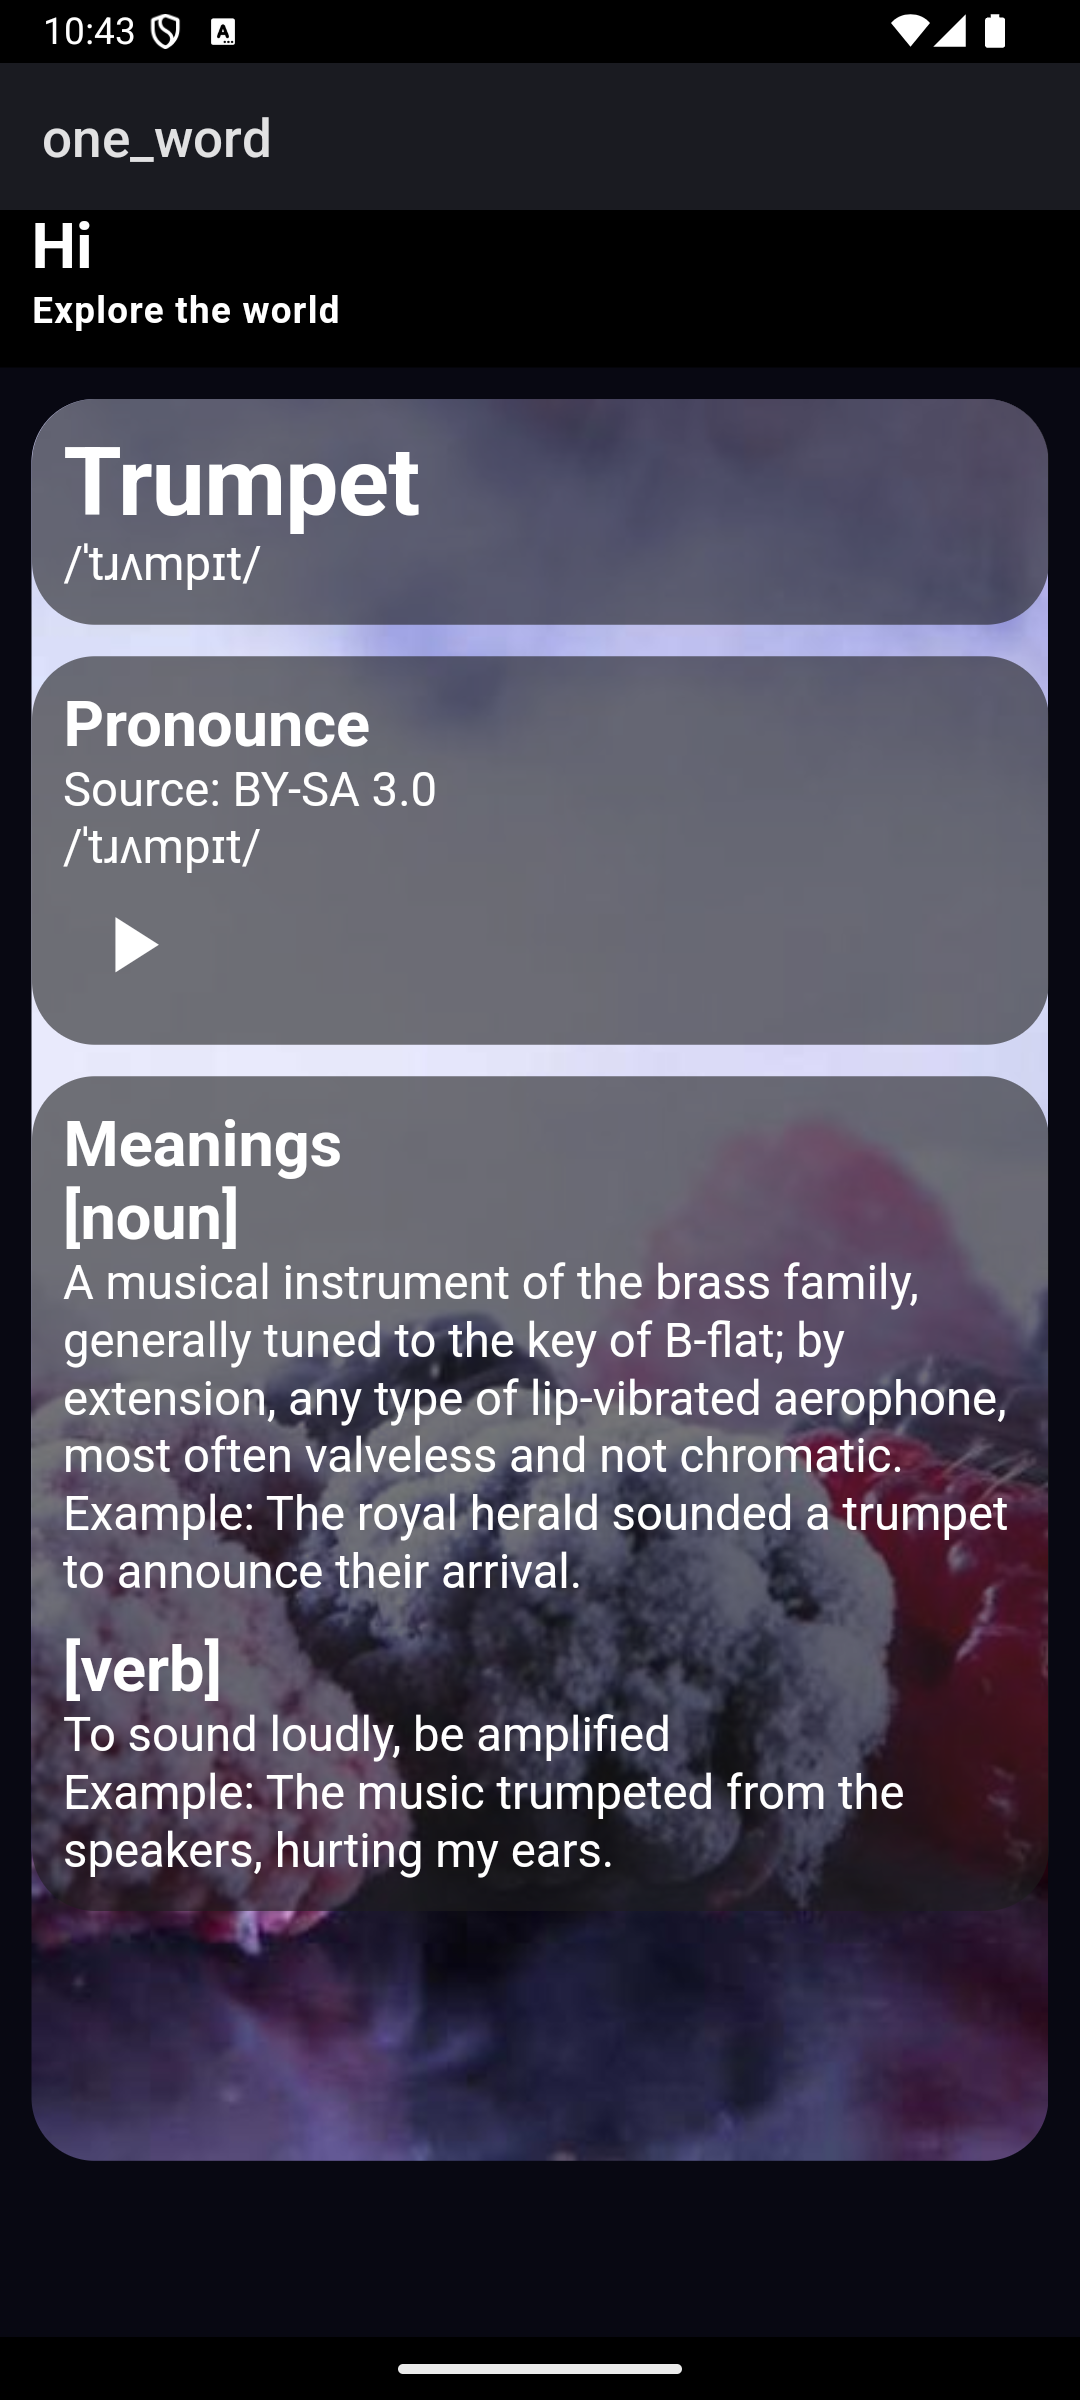 10:43
one_word
Hi
Explore the world
Trumpet
/ˈtɹʌmpɪt/
Pronounce
Source: BY-SA 3.0
/ˈtɹʌmpɪt/
Meanings
[noun]
A musical instrument of the brass family,
generally tuned to the key of B-flat; by
extension, any type of lip-vibrated aerophone,
most often valveless and not chromatic.
Example: The royal herald sounded a trumpet
to announce their arrival.
[verb]
To sound loudly, be amplified
Example: The music trumpeted from the
speakers, hurting my ears.